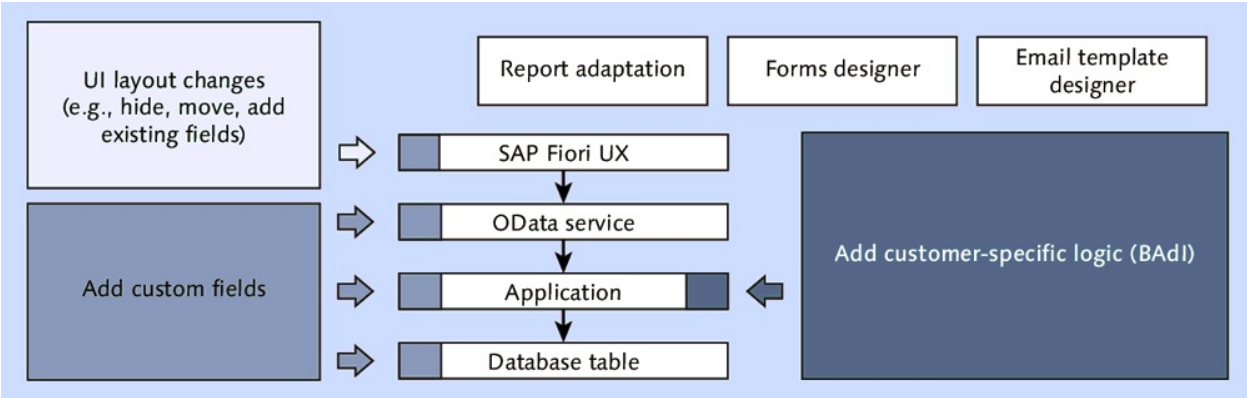 UI layout changes
(e.g., hide, move, add
existing fields)
Report adaptation
Forms designer
Email template
designer
SAP Fiori UX
OData service
Add custom fields
Application
Database table
Add customer-specific logic (BAdI)